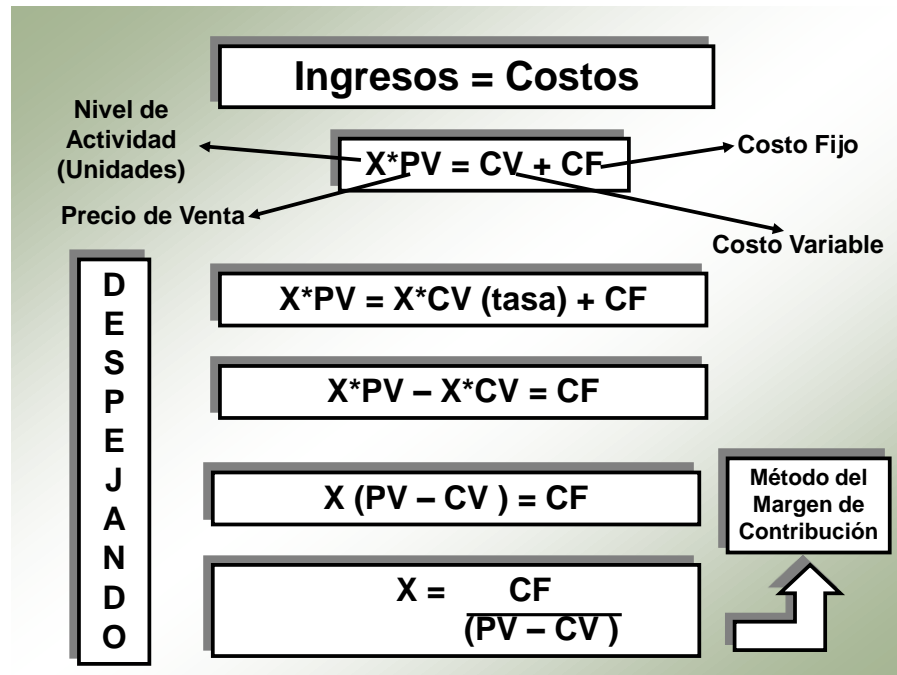 Ingresos = Costos
Nivel de
Actividad
(Unidades)
X*PV = CV + CF
Costo Fijo
Precio de Venta
Costo Variable
D
E
S
P
E
J
A
N
D
O
X*PV = X*CV (tasa) + CF
X*PV – X*CV = CF
X (PV – CV ) = CF
Método del
Margen de
Contribución
X = CF
(PV – CV )